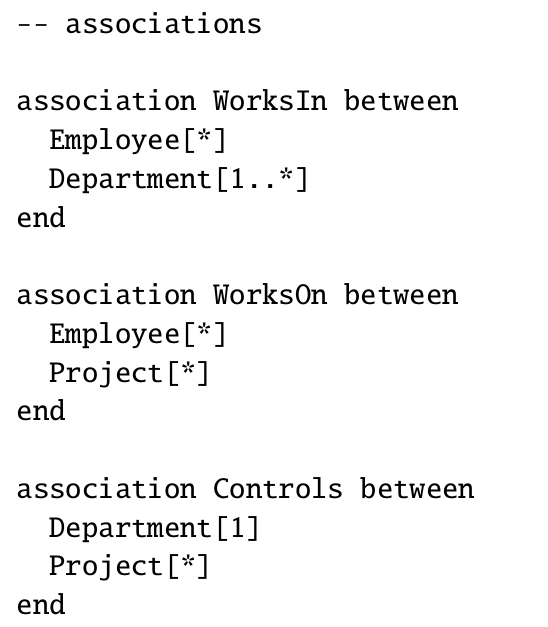 -- associations

association WorksIn between
  Employee[*]
  Department[1..*]
end

association WorksOn between
  Employee[*]
  Project[*]
end

association Controls between
  Department[1]
  Project[*]
end